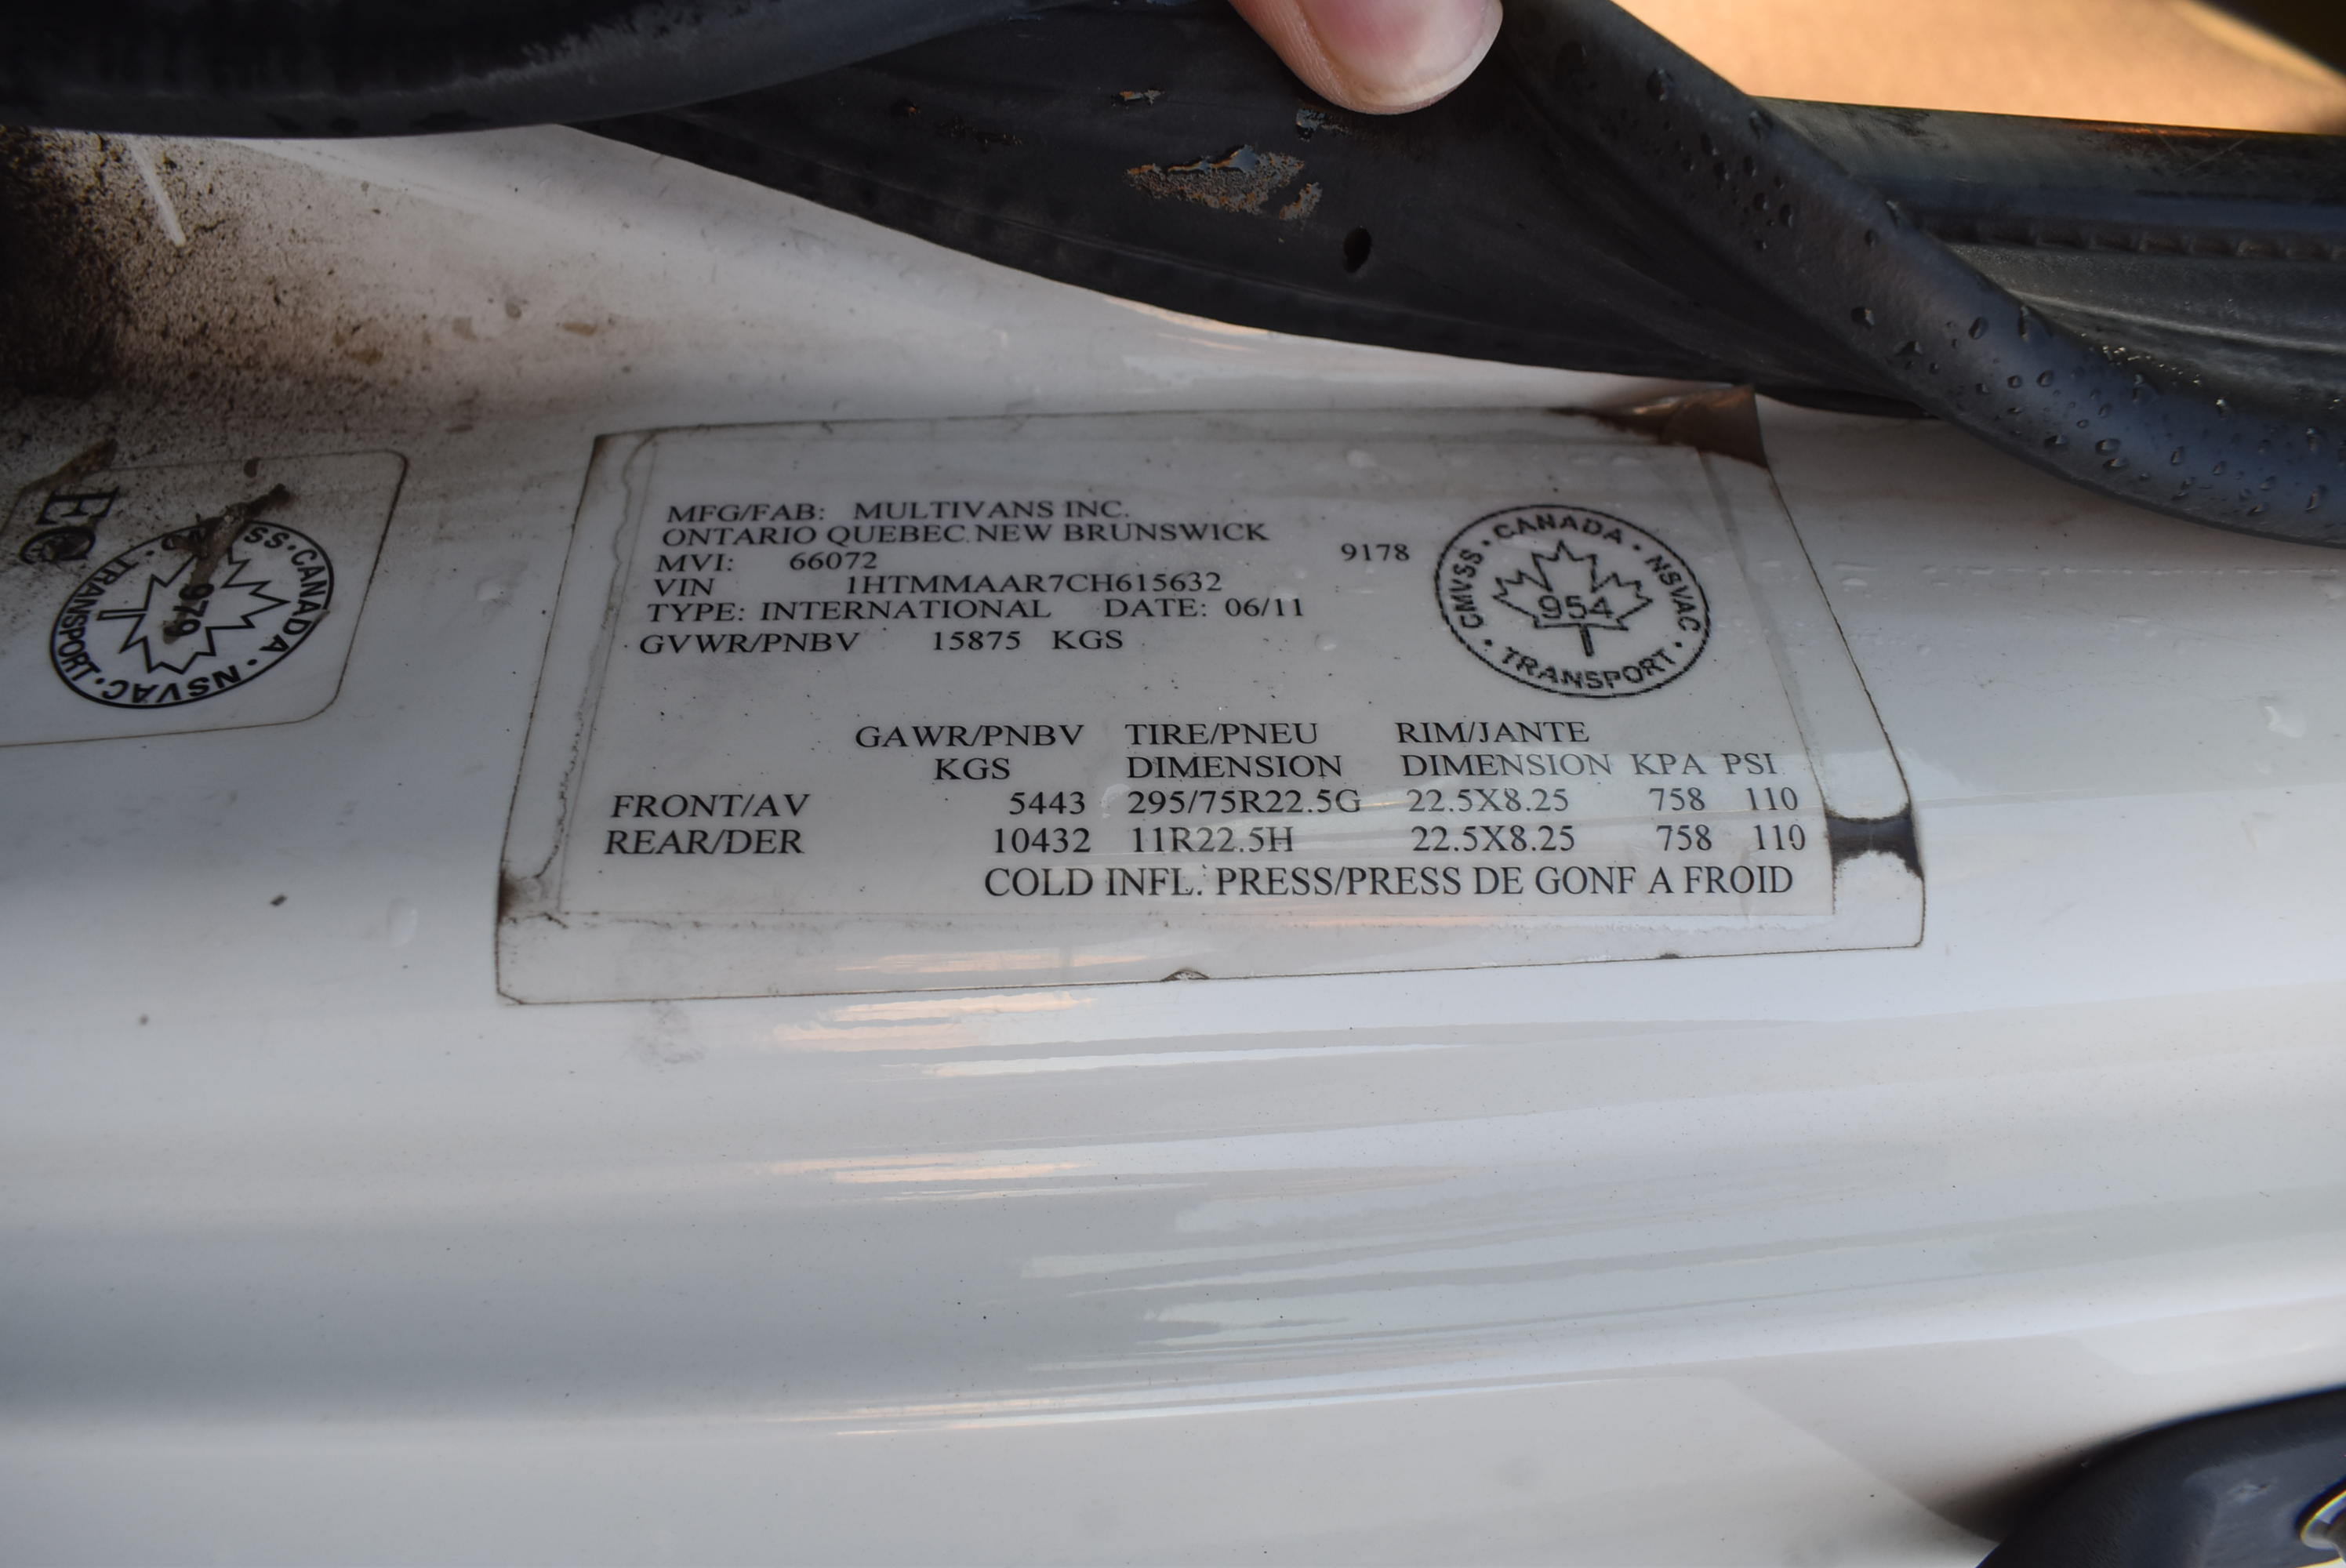 MFG/FAB: MULTIVANS INC.
ONTARIO QUEBEC NEW BRUNSWICK
MVI: 66072
9178
VIN 1HTMMAAR7CH615632
TYPE: INTERNATIONAL DATE: 06/11
GVWR/PNBV 15875 KGS
CMVSS · CANADA · NSVAC · TRANSPORT ·
954
GAWR/PNBV TIRE/PNEU RIM/JANTE
KGS DIMENSION DIMENSION KPA PSI
FRONT/AV 5443 295/75R22.5G 22.5X8.25 758 110
REAR/DER 10432 11R22.5H 22.5X8.25 758 110
COLD INFL. PRESS/PRESS DE GONF A FROID
CANADA · NSVAC · TRANSPORT ·
979